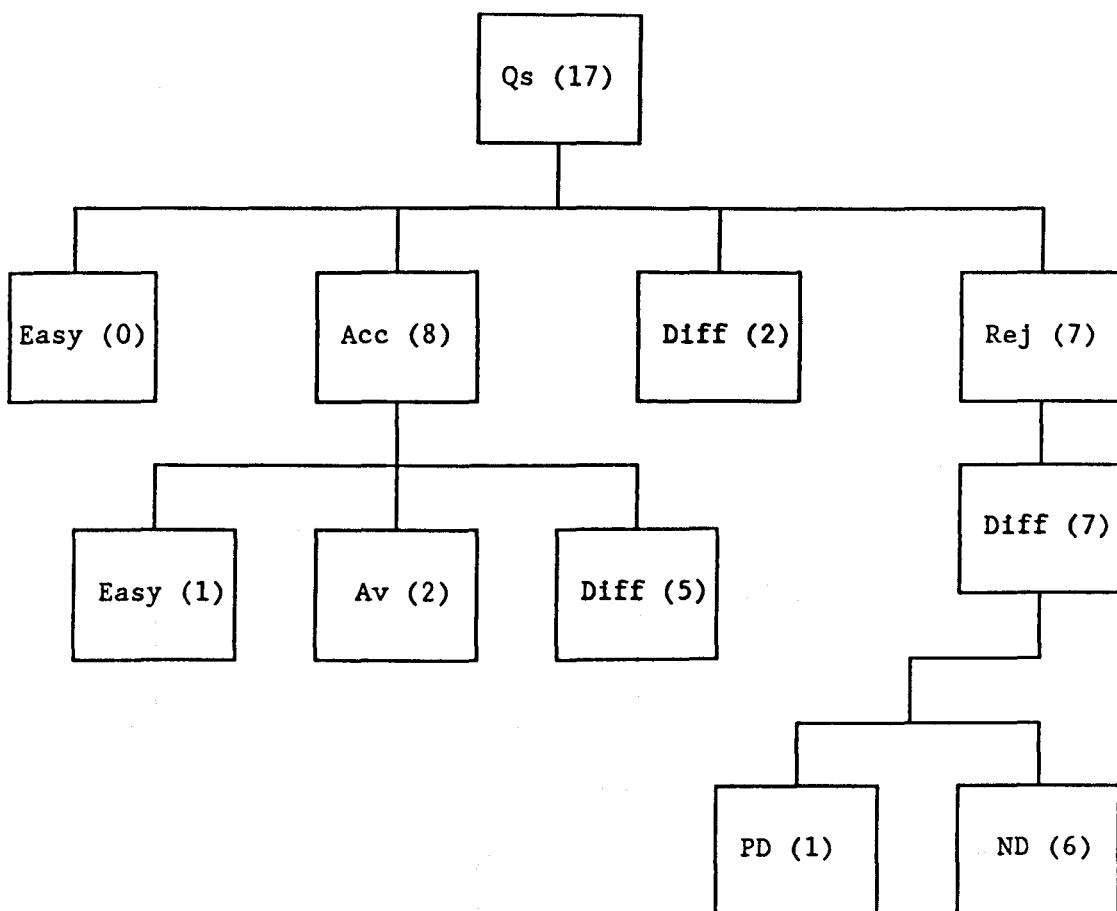 Qs (17)
Easy (0)
Acc (8)
Diff (2)
Rej (7)
Diff (7)
Easy (1)
Av (2)
Diff (5)
PD (1)
ND (6)